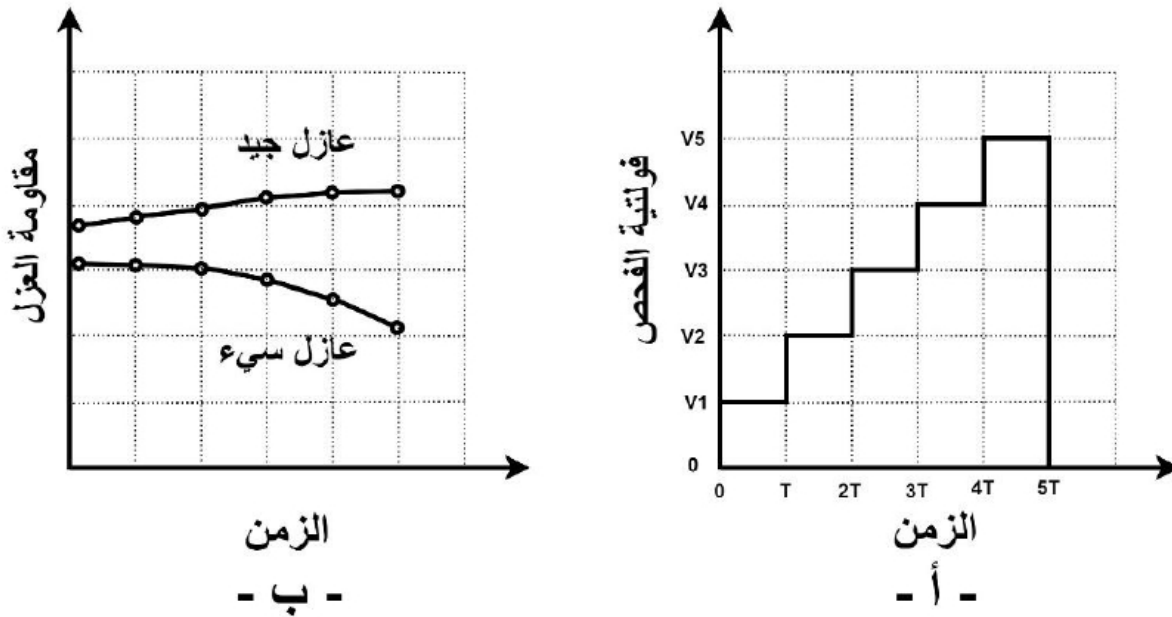 فولتية الفحص
V5
V4
V3
V2
V1
0
0 T 2T 3T 4T 5T
الزمن
- أ -
مقاومة العزل
عازل جيد
عازل سيء
الزمن
- ب -